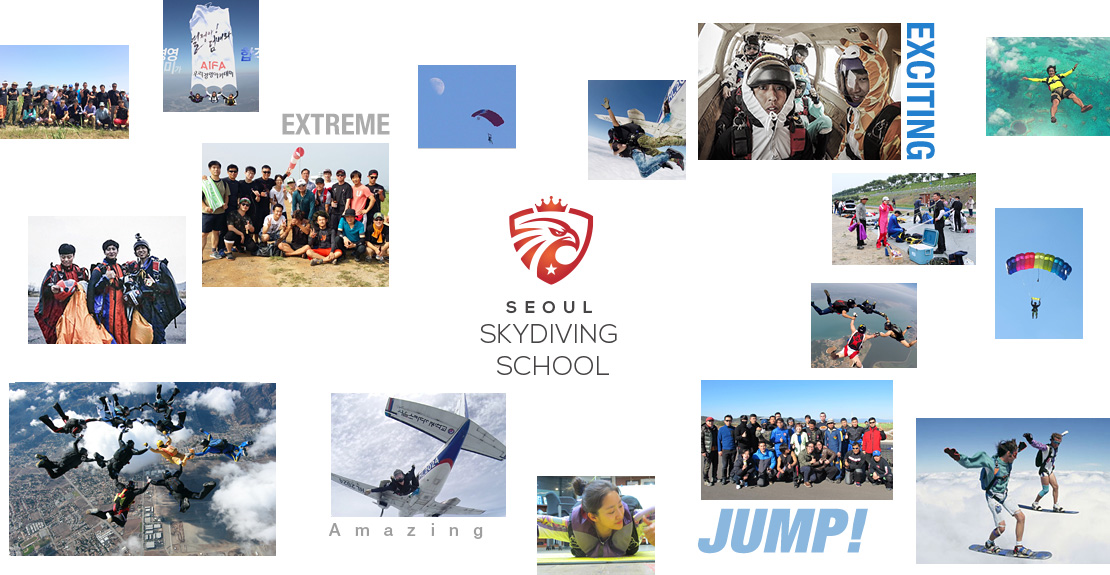 AIFA
EXTREME
EXCITING
SEOUL
SKYDIVING
SCHOOL
Amazing
JUMP!